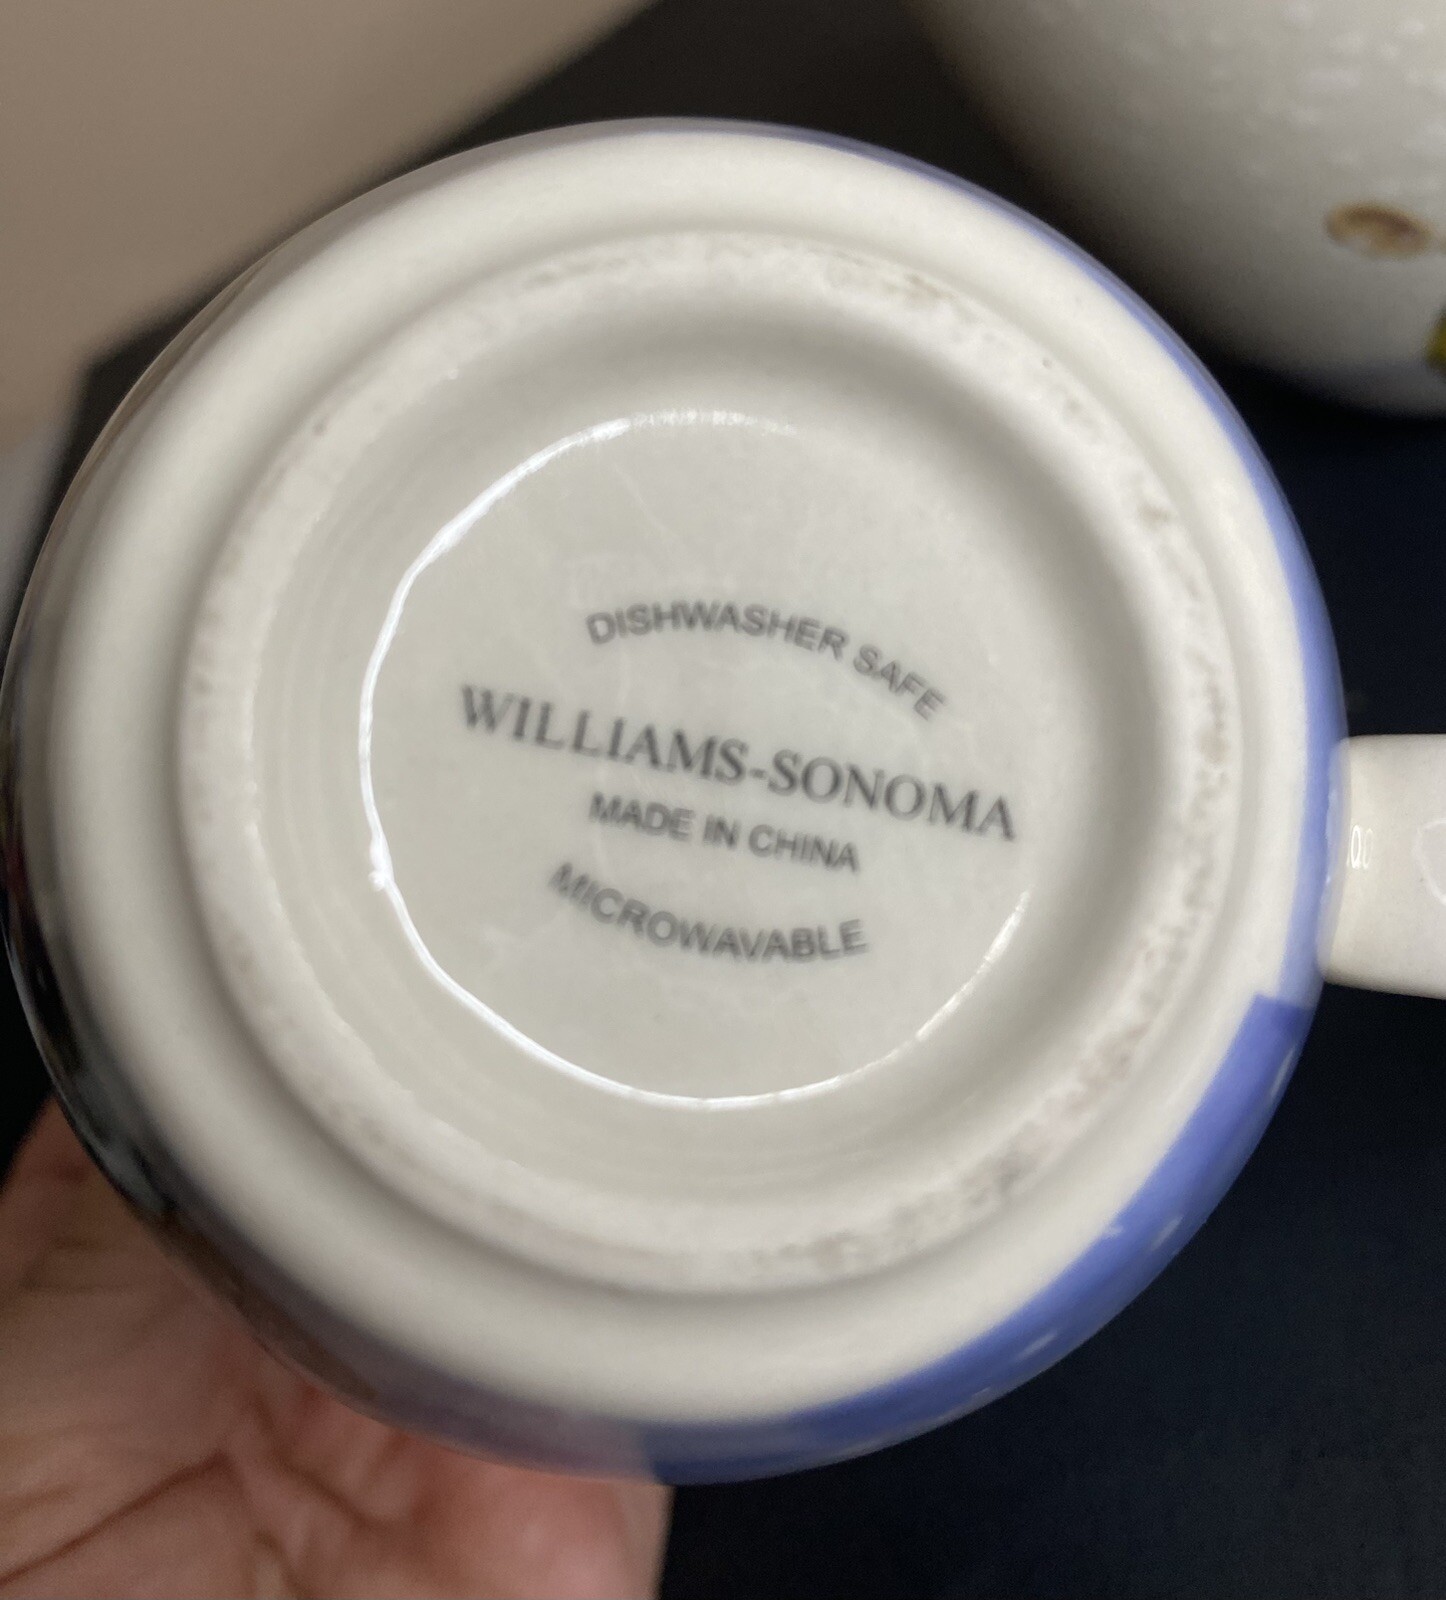 DISHWASHER SAFE
WILLIAMS-SONOMA
MADE IN CHINA
MICROWAVABLE